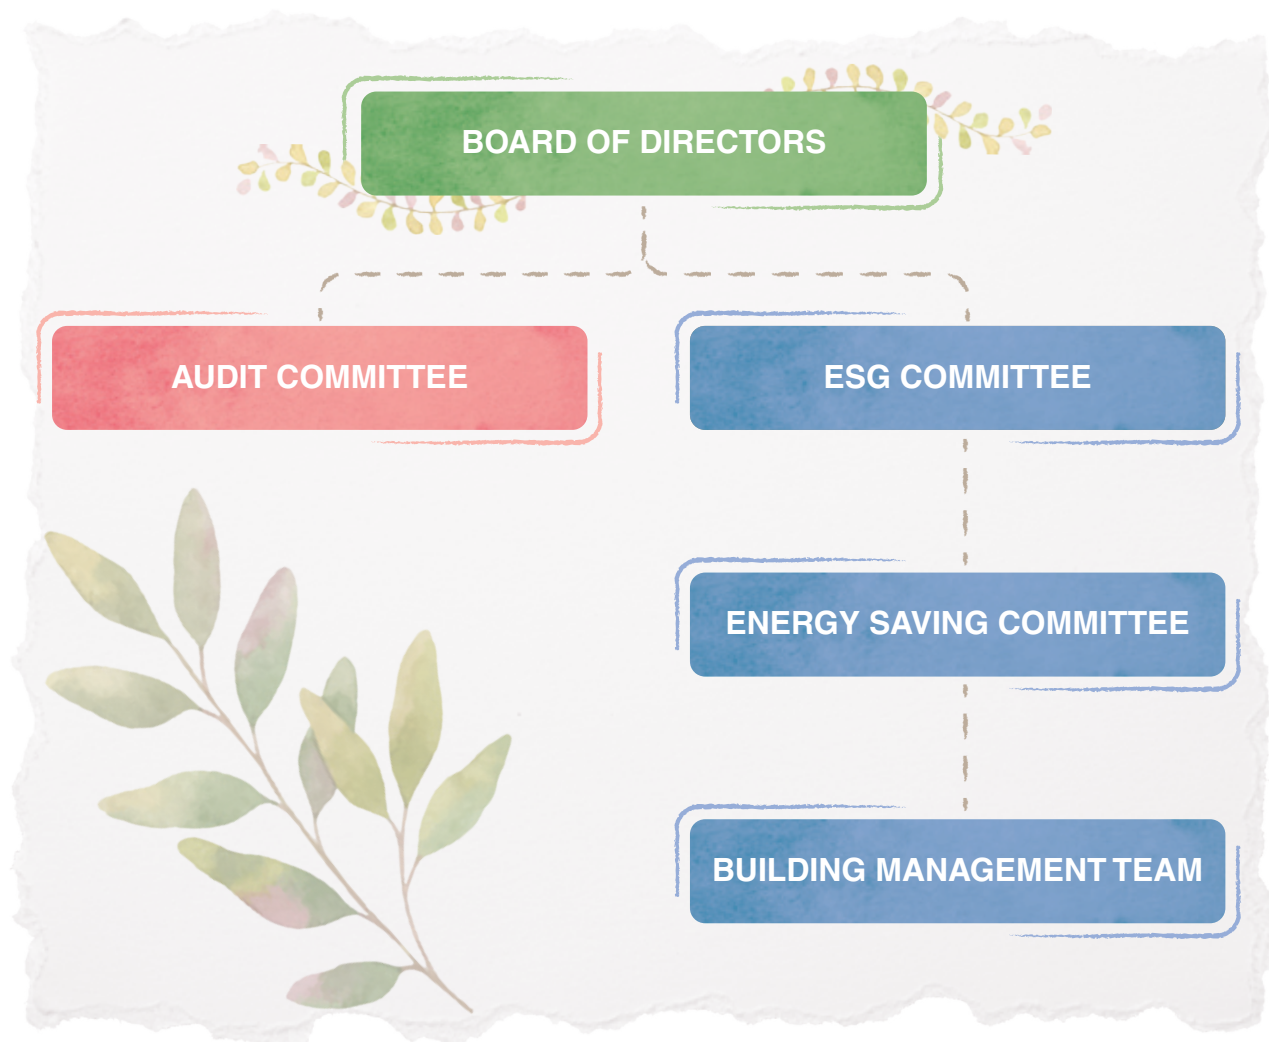 BOARD OF DIRECTORS
AUDIT COMMITTEE
ESG COMMITTEE
ENERGY SAVING COMMITTEE
BUILDING MANAGEMENT TEAM